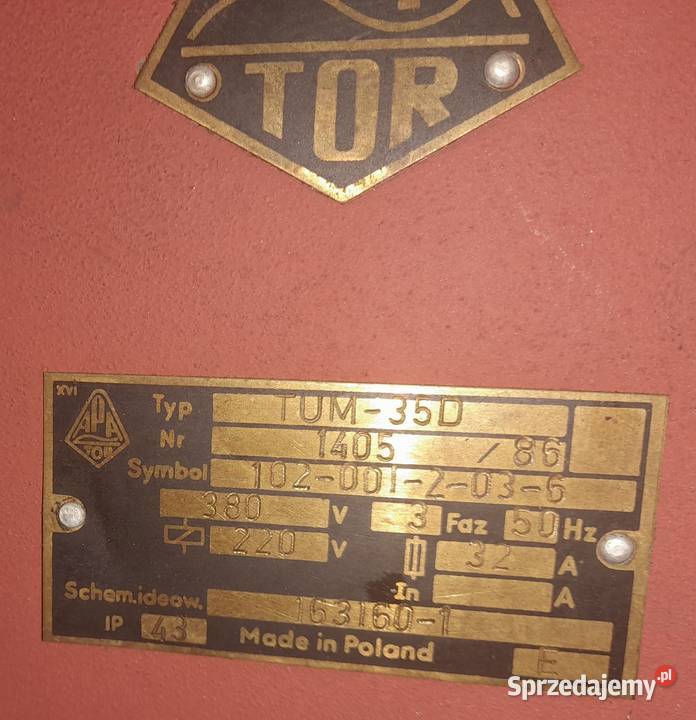 TOR
XVI
APA
TOR
Typ TUM-35D
Nr 1405 / 86
Symbol 102-001-2-03-6
380 V 3 Faz 50 Hz
220 V 32 A
In A
Schem.ideow. 163160-1
IP 43 Made in Poland E
Sprzedajemy.pl